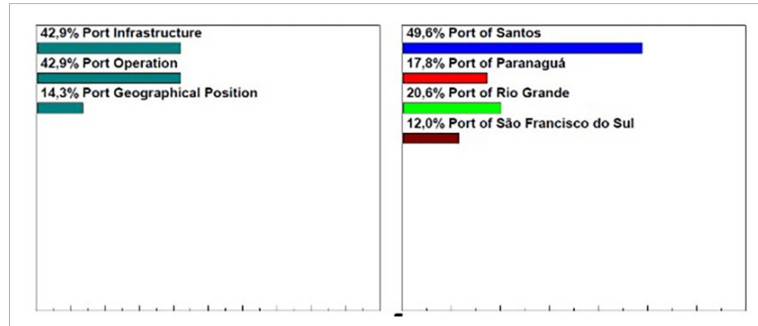 42,9% Port Infrastructure
42,9% Port Operation
14,3% Port Geographical Position
49,6% Port of Santos
17,8% Port of Paranaguá
20,6% Port of Rio Grande
12,0% Port of São Francisco do Sul